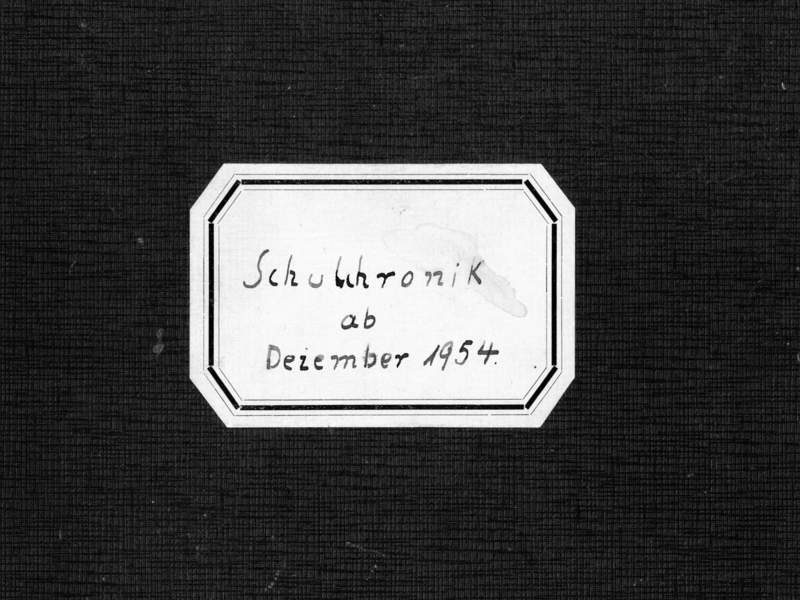 Schulchronik
ab
Dezember 1954.